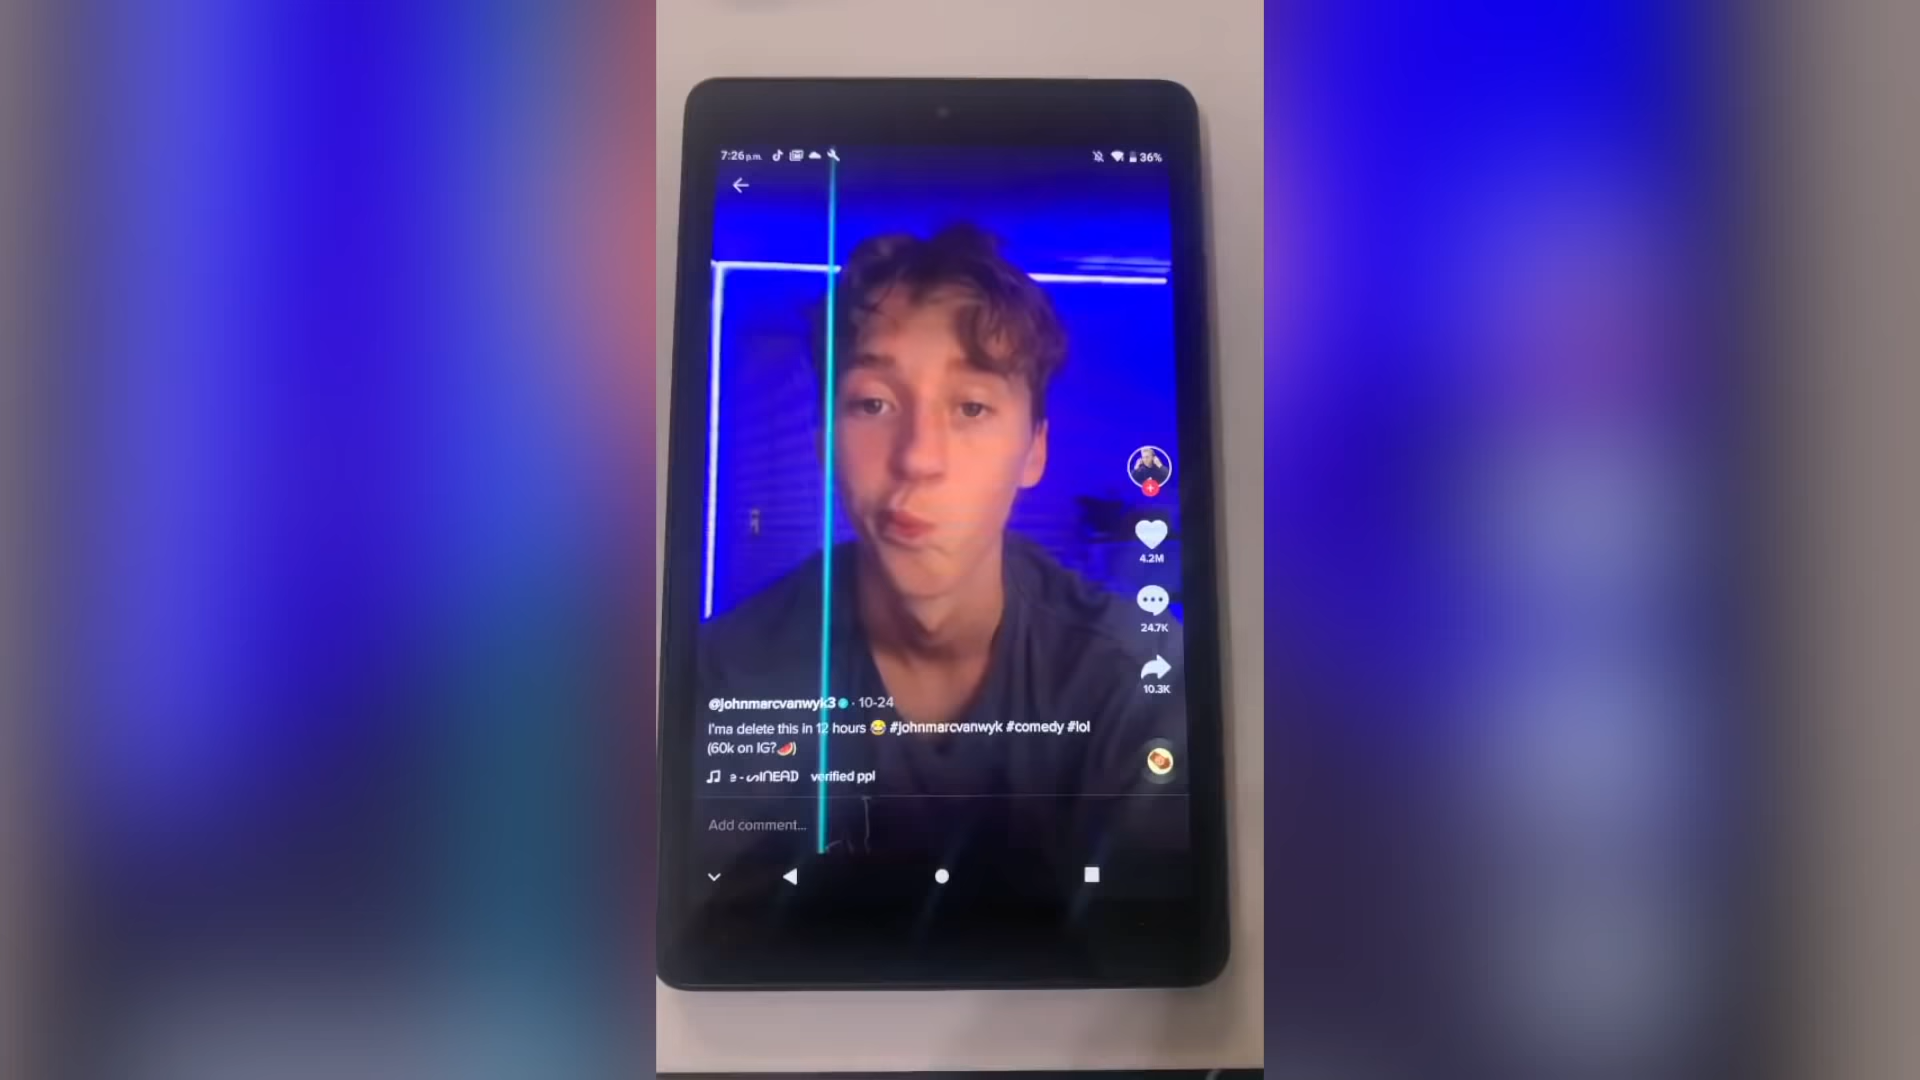 7:26 p.m.
36%
4.2M
24.7K
10.3K
@johnmarcvanwyk3 · 10-24
I'ma delete this in 12 hours 😂 #johnmarcvanwyk #comedy #lol
(60k on IG?🍉)
verified ppl
Add comment...